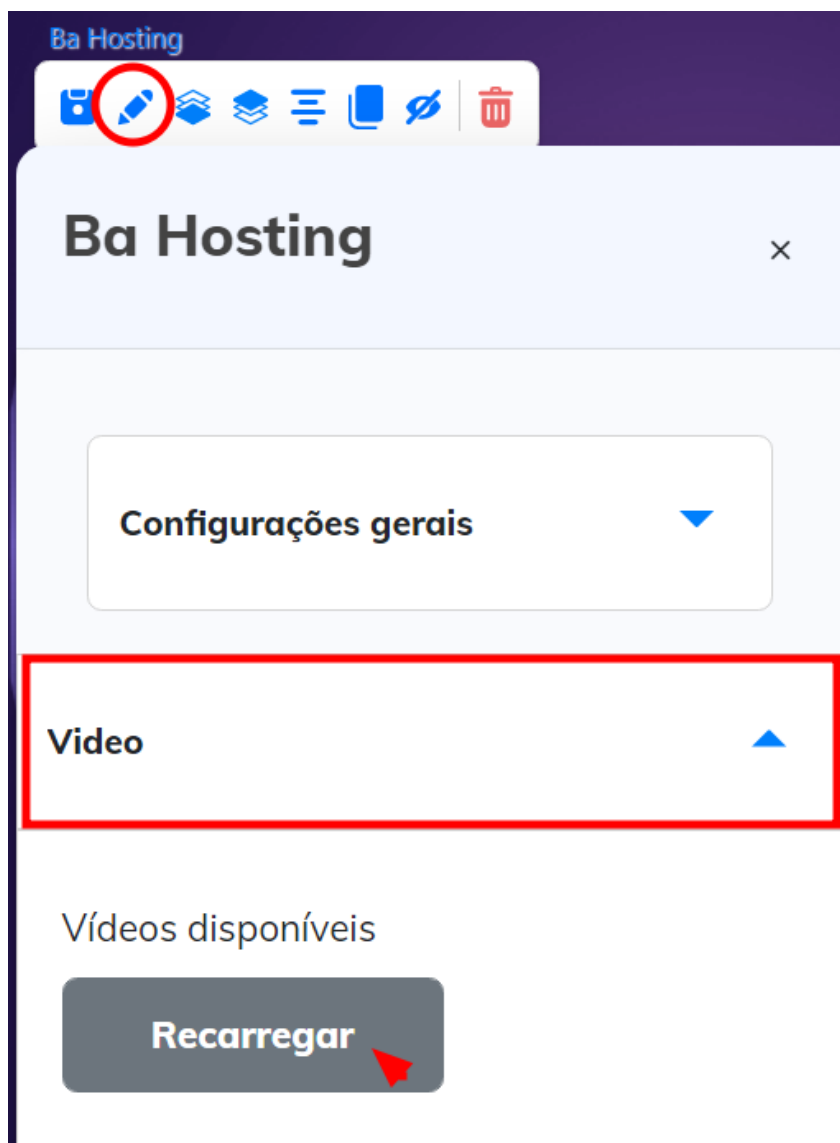 Ba Hosting
Ba Hosting
Configurações gerais
Video
Vídeos disponíveis
Recarregar